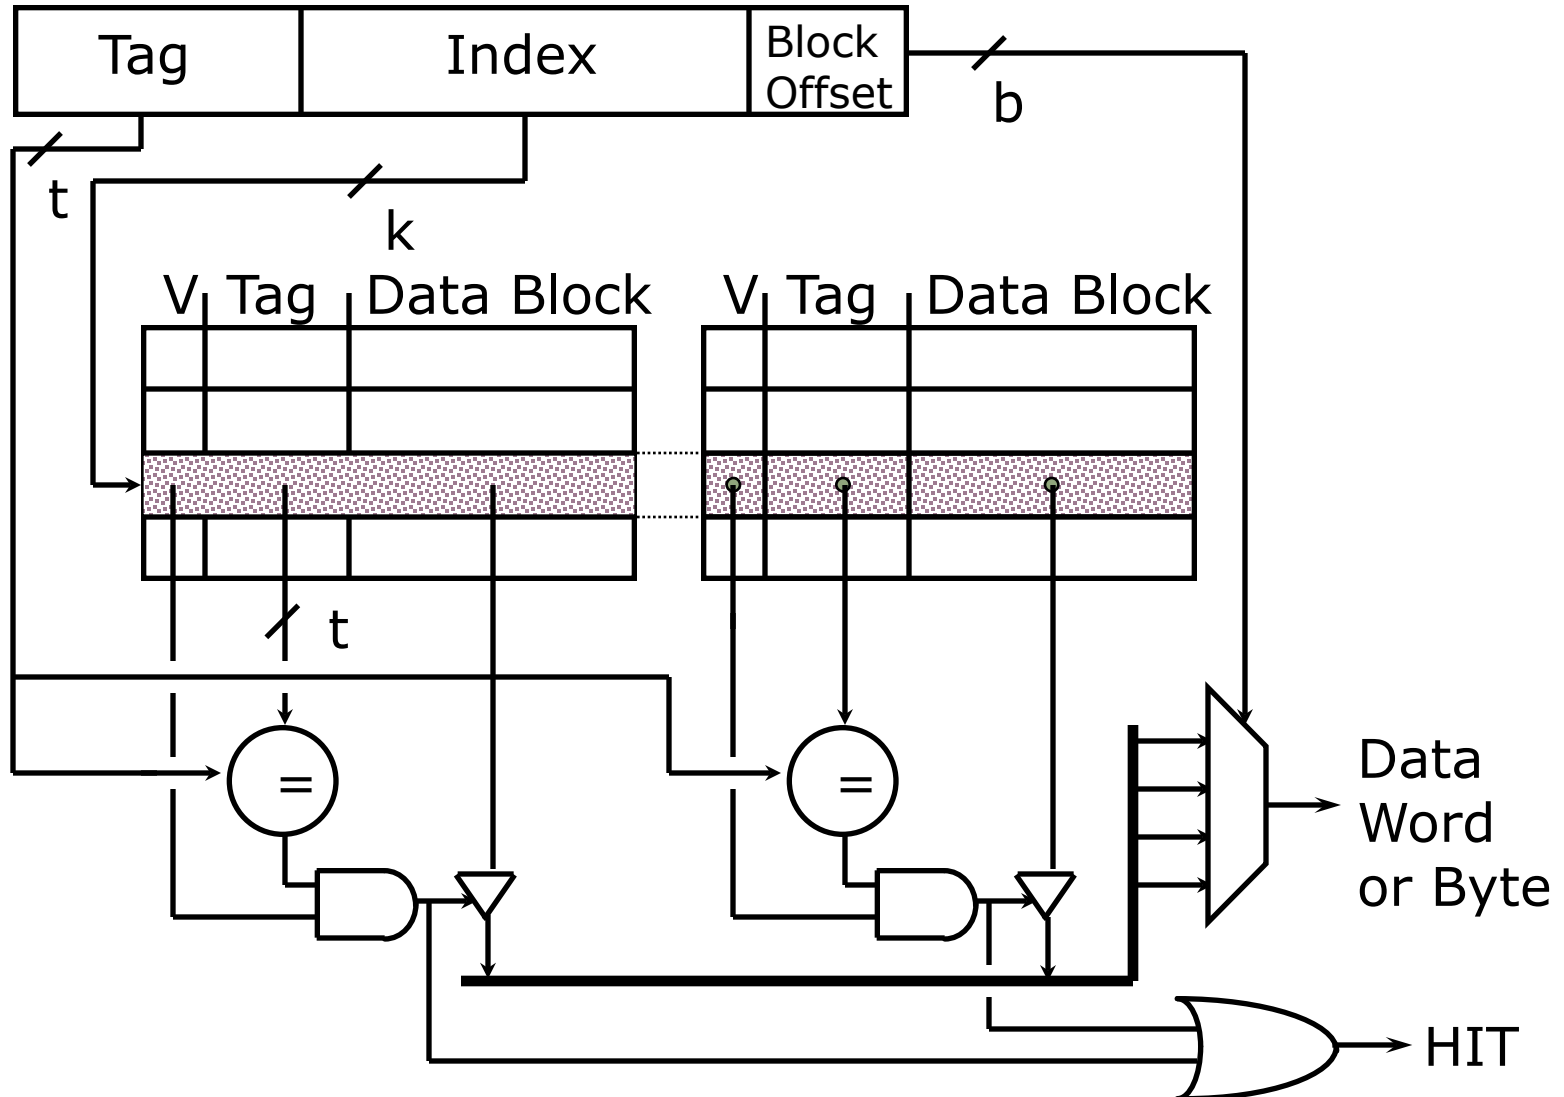 Tag Index Block
Offset
b
t
k
V Tag Data Block V Tag Data Block
t
= =
Data
Word
or Byte
HIT